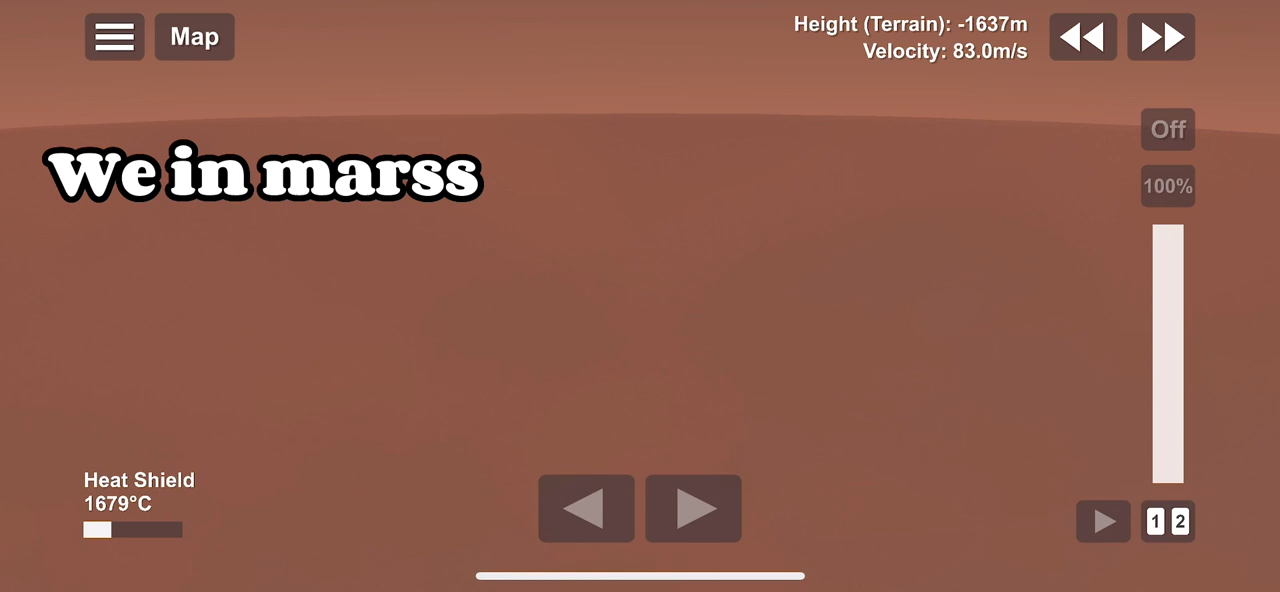 Map
Height (Terrain): -1637m
Velocity: 83.0m/s
Off
We in marss
100%
Heat Shield
1679°C
1 2